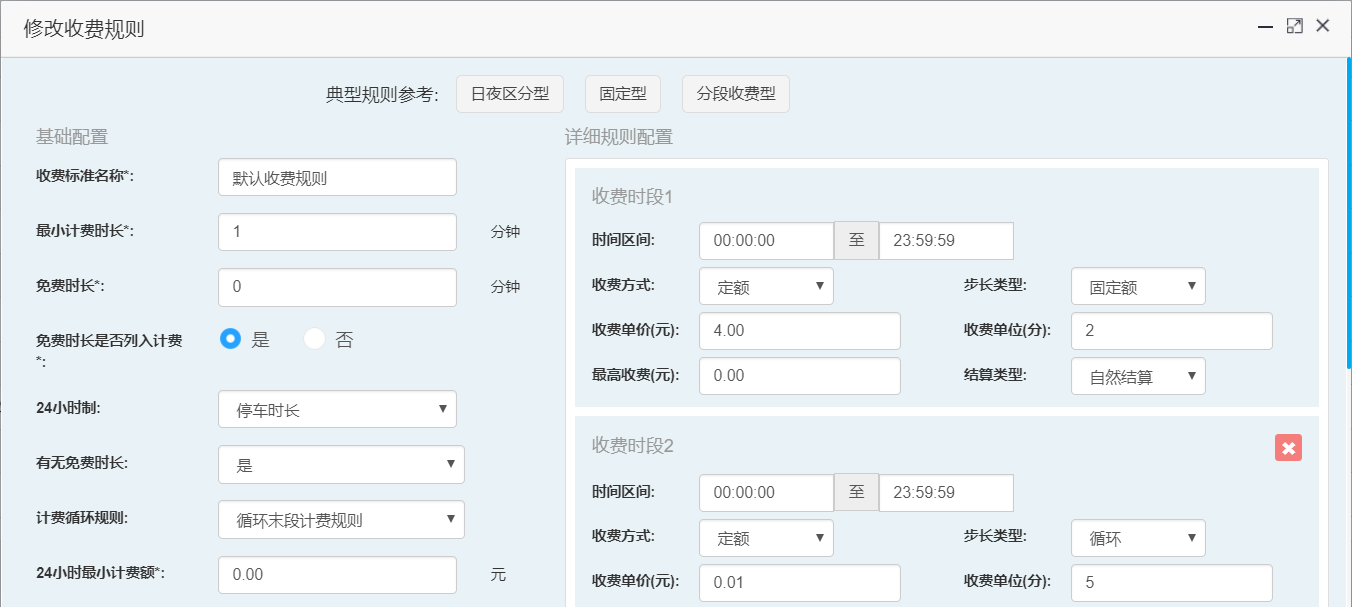 修改收费规则
典型规则参考: 日夜区分型 固定型 分段收费型
基础配置
收费标准名称*: 默认收费规则
最小计费时长*: 1 分钟
免费时长*: 0 分钟
免费时长是否列入计费
*: 是 否
24小时制: 停车时长
有无免费时长: 是
计费循环规则: 循环末段计费规则
24小时最小计费额*: 0.00 元
详细规则配置
收费时段1
时间区间: 00:00:00 至 23:59:59
收费方式: 定额 步长类型: 固定额
收费单价(元): 4.00 收费单位(分): 2
最高收费(元): 0.00 结算类型: 自然结算
收费时段2
时间区间: 00:00:00 至 23:59:59
收费方式: 定额 步长类型: 循环
收费单价(元): 0.01 收费单位(分): 5